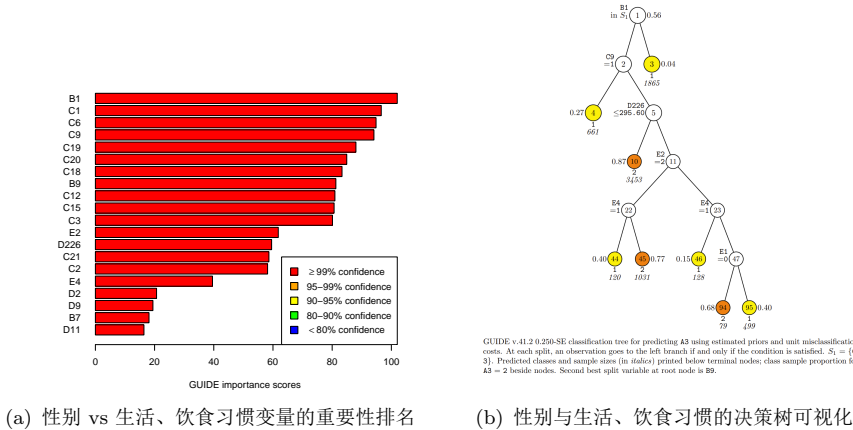 B1
C1
C6
C9
C19
C20
C18
B9
C12
C15
C3
E2
D226
C21
C2
E4
D2
D9
B7
D11
≥99% confidence
95–99% confidence
90–95% confidence
80–90% confidence
<80% confidence
0 20 40 60 80 100
GUIDE importance scores
(a) 性别 vs 生活、饮食习惯变量的重要性排名
B1
in S1 1 0.56
C9
=1 2 3 0.04
1
1865
0.27 4
1
661
D226
≤295.60 5
0.87 10
2
3453
E2
=2 11
E4
=1 22
E4
=1 23
0.40 44
1
120
45 0.77
2
1031
0.15 46
1
128
E1
=0 47
0.68 94
2
79
95 0.40
1
499
GUIDE v.41.2 0.250-SE classification tree for predicting A3 using estimated priors and unit misclassification
costs. At each split, an observation goes to the left branch if and only if the condition is satisfied. S1 = {
3}. Predicted classes and sample sizes (in italics) printed below terminal nodes; class sample proportion f
A3 = 2 beside nodes. Second best split variable at root node is B9.
(b) 性别与生活、饮食习惯的决策树可视化